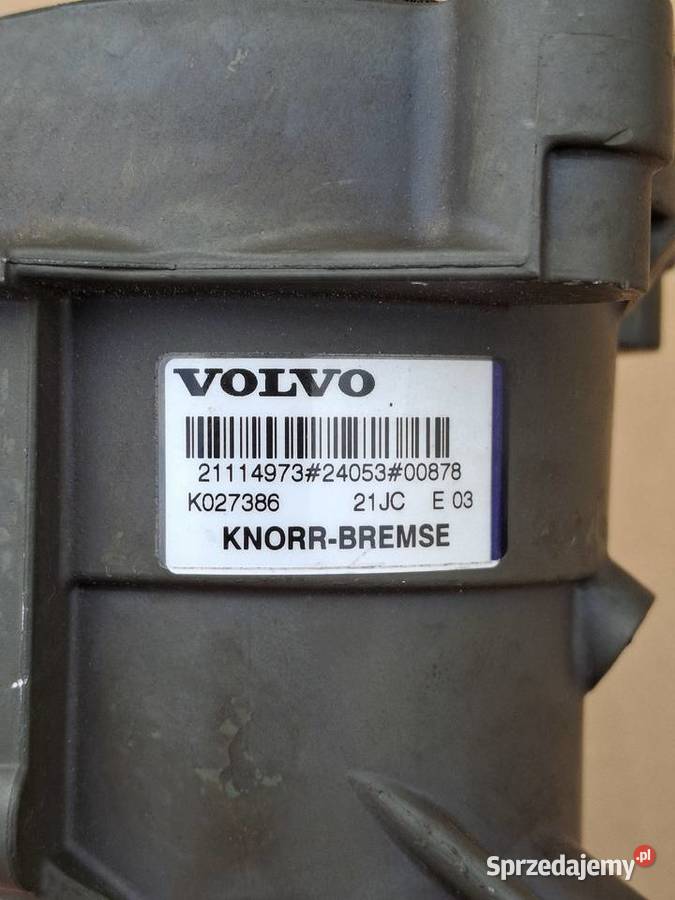 VOLVO
21114973#24053#00878
K027386 21JC E 03
KNORR-BREMSE
Sprzedajemy.pl